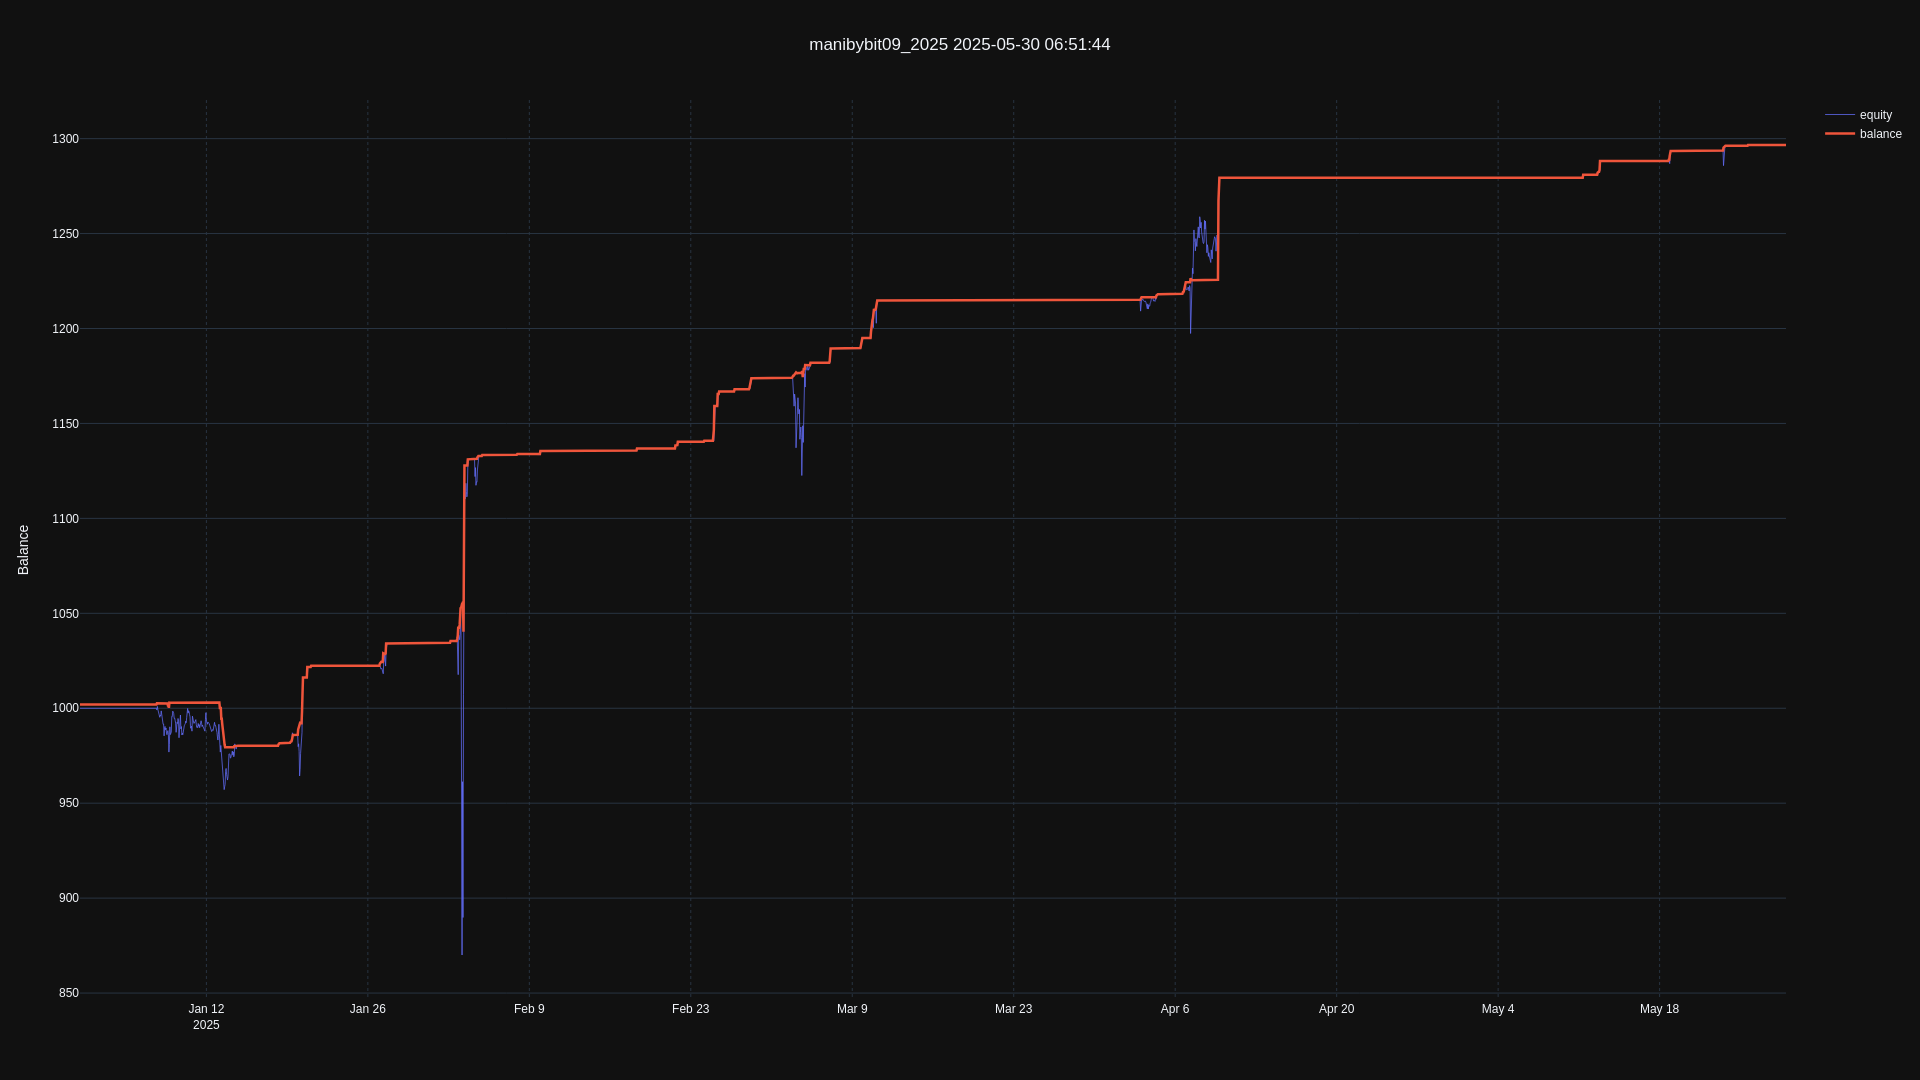 manibybit09_2025 2025-05-30 06:51:44
equity
balance
1300
1250
1200
1150
1100
1050
1000
950
900
850
Balance
Jan 12
2025
Jan 26
Feb 9
Feb 23
Mar 9
Mar 23
Apr 6
Apr 20
May 4
May 18